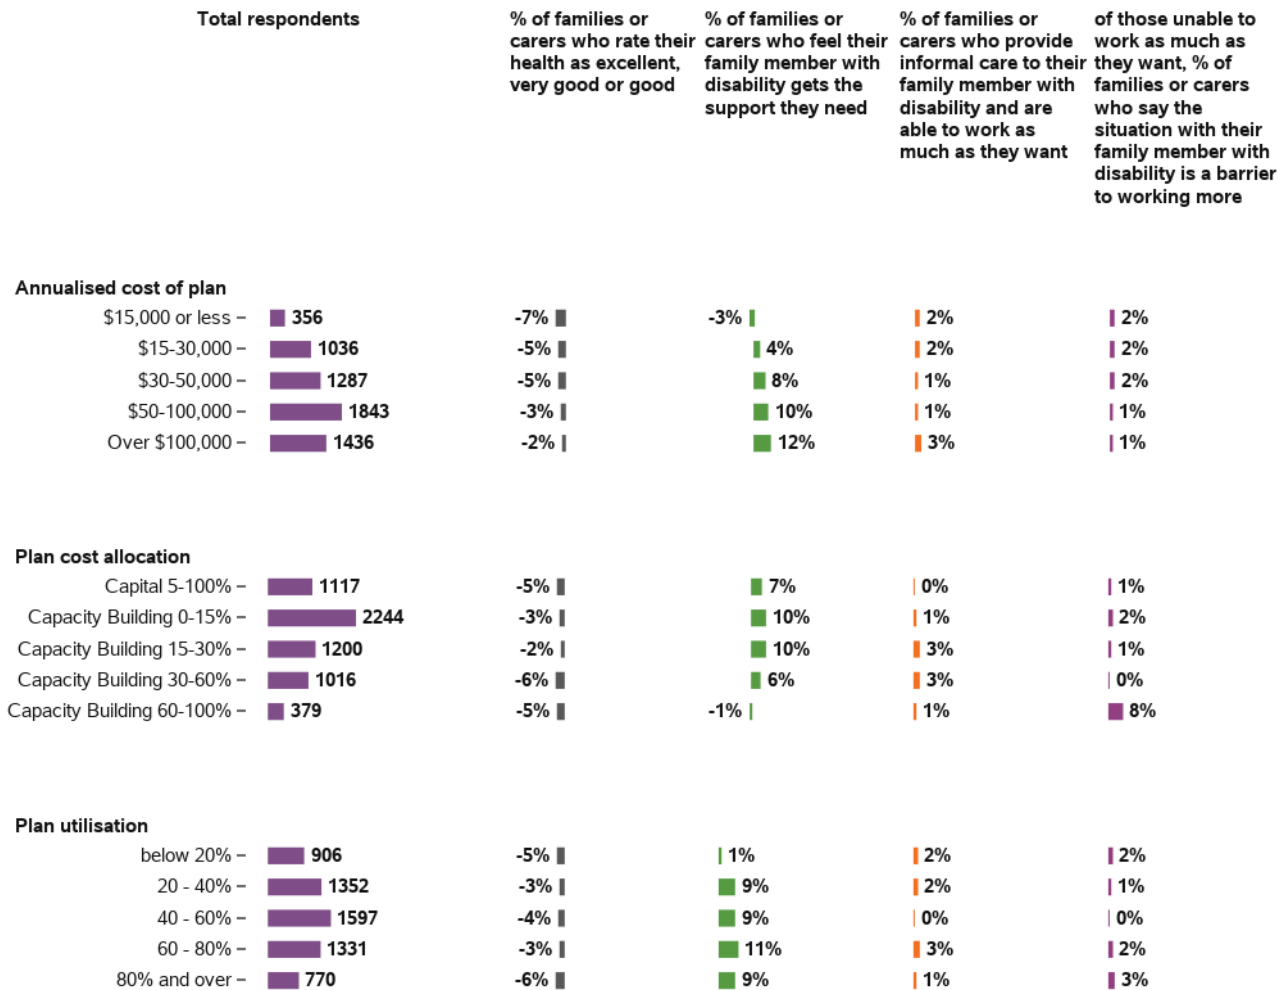 Total respondents
% of families or
carers who rate their
health as excellent,
very good or good
% of families or
carers who feel their
family member with
disability gets the
support they need
% of families or
carers who provide
informal care to their
family member with
disability and are
able to work as
much as they want
of those unable to
work as much as
they want, % of
families or carers
who say the
situation with their
family member with
disability is a barrier
to working more
Annualised cost of plan
$15,000 or less 356 -7% -3% 2% 2%
$15-30,000 1036 -5% 4% 2% 2%
$30-50,000 1287 -5% 8% 1% 2%
$50-100,000 1843 -3% 10% 1% 1%
Over $100,000 1436 -2% 12% 3% 1%
Plan cost allocation
Capital 5-100% 1117 -5% 7% 0% 1%
Capacity Building 0-15% 2244 -3% 10% 1% 2%
Capacity Building 15-30% 1200 -2% 10% 3% 1%
Capacity Building 30-60% 1016 -6% 6% 3% 0%
Capacity Building 60-100% 379 -5% -1% 1% 8%
Plan utilisation
below 20% 906 -5% 1% 2% 2%
20 - 40% 1352 -3% 9% 2% 1%
40 - 60% 1597 -4% 9% 0% 0%
60 - 80% 1331 -3% 11% 3% 2%
80% and over 770 -6% 9% 1% 3%